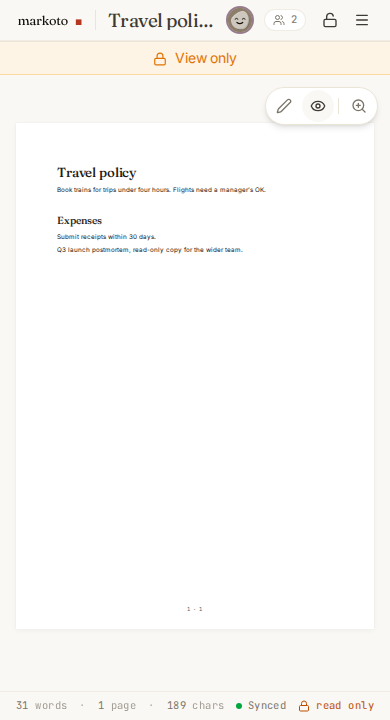 markoto
Travel poli...
2
View only
Travel policy
Book trains for trips under four hours. Flights need a manager's OK.
Expenses
Submit receipts within 30 days.
Q3 launch postmortem, read-only copy for the wider team.
1 · 1
31 words · 1 page · 189 chars Synced read only